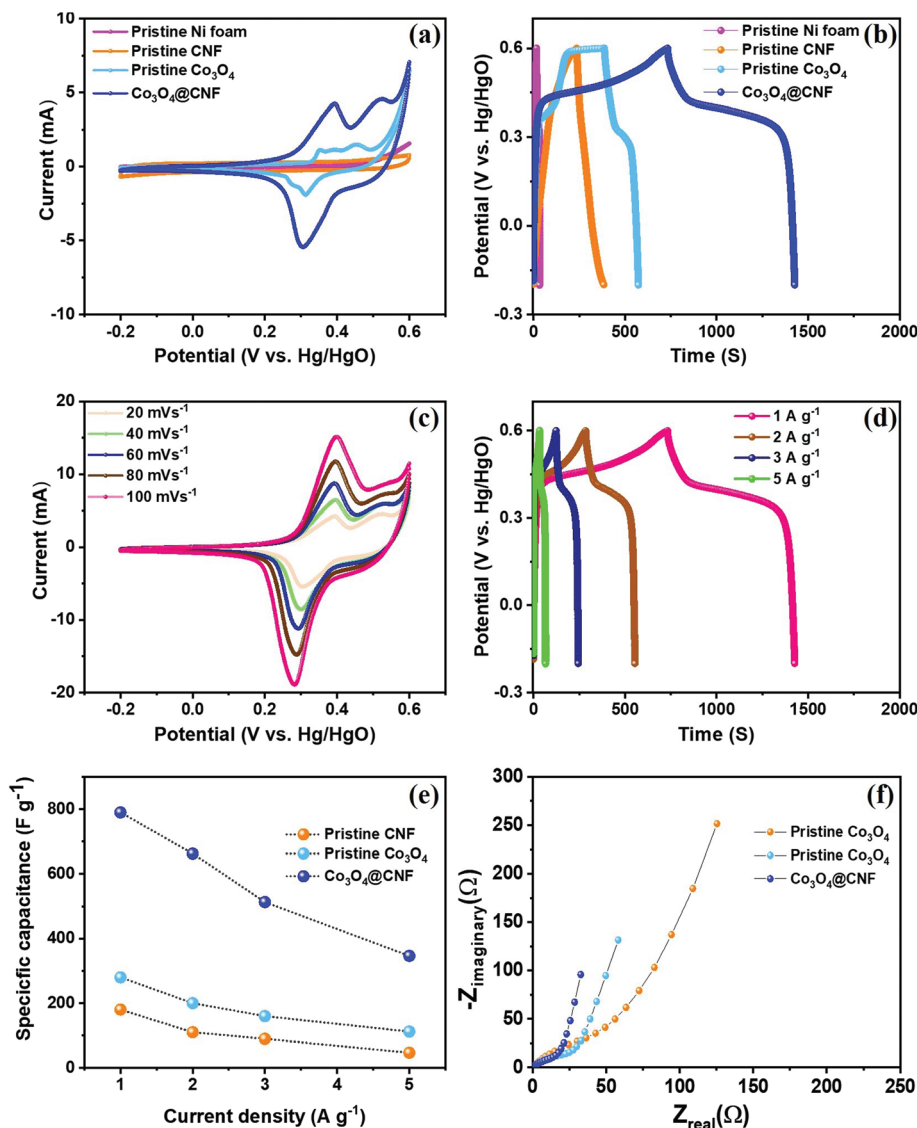 (a)
Pristine Ni foam
Pristine CNF
Pristine Co₃O₄
Co₃O₄@CNF
10
5
0
-5
-10
Current (mA)
-0.2 0.0 0.2 0.4 0.6
Potential (V vs. Hg/HgO)
(b)
Pristine Ni foam
Pristine CNF
Pristine Co₃O₄
Co₃O₄@CNF
0.6
0.3
0.0
-0.3
Potential (V vs. Hg/HgO)
0 500 1000 1500 2000
Time (S)
(c)
20 mVs⁻¹
40 mVs⁻¹
60 mVs⁻¹
80 mVs⁻¹
100 mVs⁻¹
20
10
0
-10
-20
Current (mA)
-0.2 0.0 0.2 0.4 0.6
Potential (V vs. Hg/HgO)
(d)
1 A g⁻¹
2 A g⁻¹
3 A g⁻¹
5 A g⁻¹
0.6
0.3
0.0
-0.3
Potential (V vs. Hg/HgO)
0 500 1000 1500 2000
Time (S)
(e)
Pristine CNF
Pristine Co₃O₄
Co₃O₄@CNF
800
600
400
200
0
Specicfic capacitance (F g⁻¹)
1 2 3 4 5
Current density (A g⁻¹)
(f)
Pristine Co₃O₄
Pristine Co₃O₄
Co₃O₄@CNF
300
250
200
150
100
50
0
-Zimaginary(Ω)
0 50 100 150 200 250
Zreal(Ω)